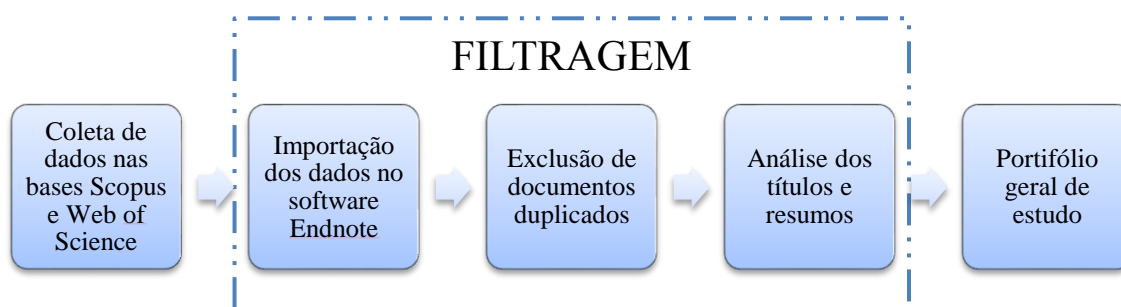 FILTRAGEM
Coleta de
dados nas
bases Scopus
e Web of
Science
Importação
dos dados no
software
Endnote
Exclusão de
documentos
duplicados
Análise dos
títulos e
resumos
Portifólio
geral de
estudo